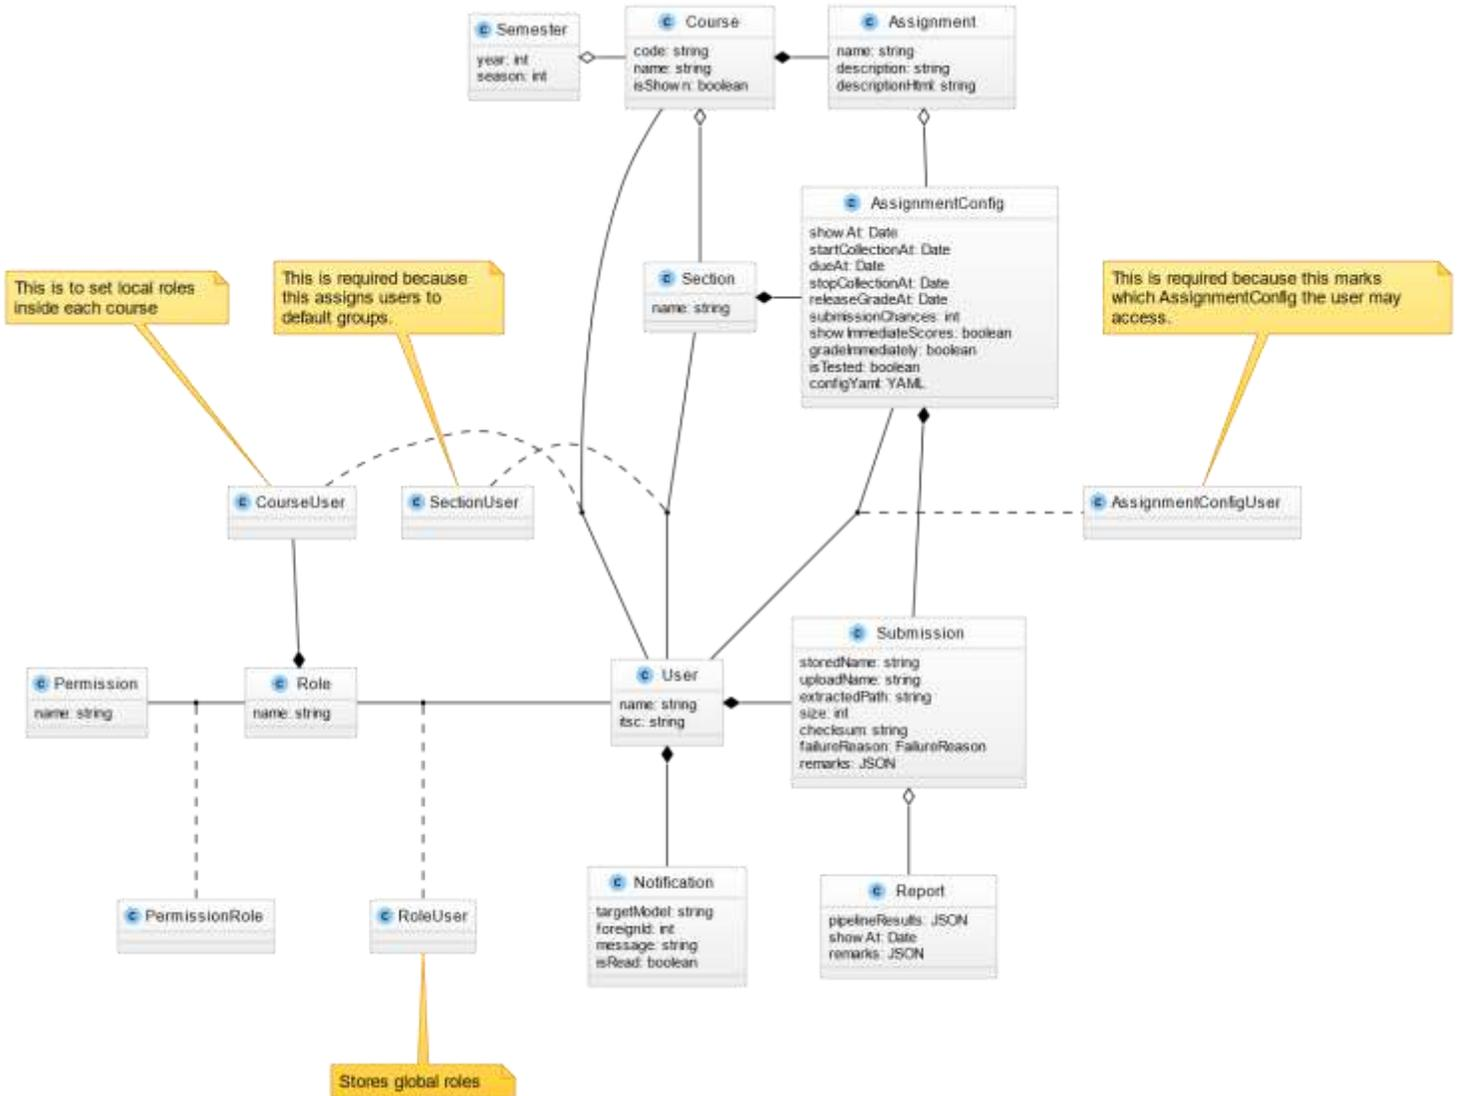 Semester
year: int
season: int
Course
code: string
name: string
isShown: boolean
Assignment
name: string
description: string
descriptionHtml: string
AssignmentConfig
showAt: Date
startCollectionAt: Date
dueAt: Date
stopCollectionAt: Date
releaseGradeAt: Date
submissionChances: int
showImmediateScores: boolean
gradeImmediately: boolean
isTested: boolean
configYaml: YAML
Section
name: string
This is to set local roles
inside each course
This is required because
this assigns users to
default groups.
This is required because this marks
which AssignmentConfig the user may
access.
CourseUser
SectionUser
AssignmentConfigUser
Permission
name: string
Role
name: string
User
name: string
itsc: string
Submission
storedName: string
uploadName: string
extractedPath: string
size: int
checksum: string
failureReason: FailureReason
remarks: JSON
PermissionRole
RoleUser
Notification
targetModel: string
foreignId: int
message: string
isRead: boolean
Report
pipelineResults: JSON
showAt: Date
remarks: JSON
Stores global roles